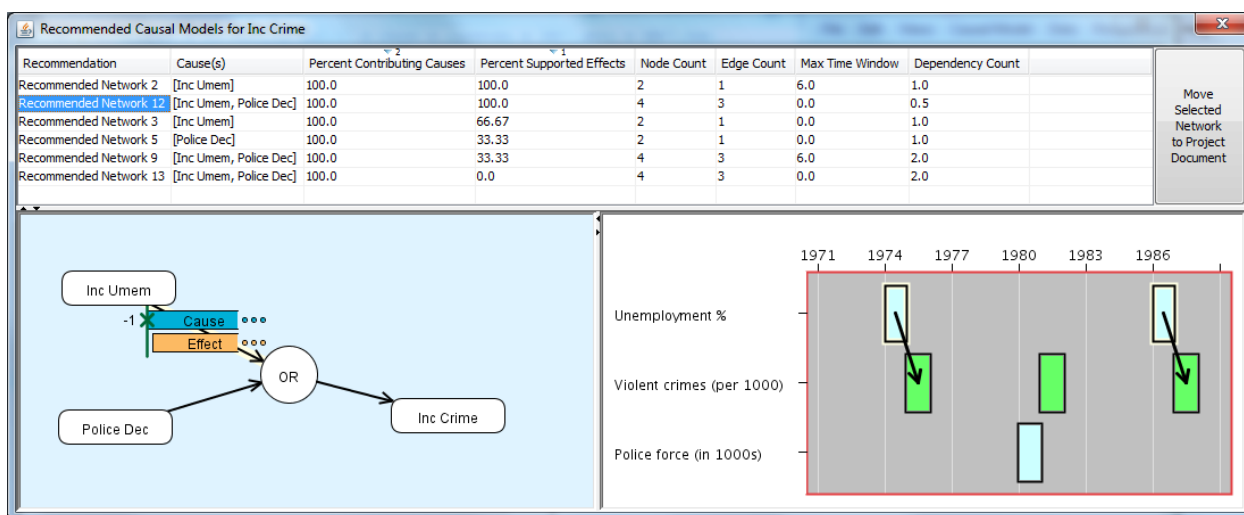 Recommended Causal Models for Inc Crime
2 1
Recommendation Cause(s) Percent Contributing Causes Percent Supported Effects Node Count Edge Count Max Time Window Dependency Count
Recommended Network 2 [Inc Umem] 100.0 100.0 2 1 6.0 1.0
Recommended Network 12 [Inc Umem, Police Dec] 100.0 100.0 4 3 0.0 0.5
Recommended Network 3 [Inc Umem] 100.0 66.67 2 1 0.0 1.0
Recommended Network 5 [Police Dec] 100.0 33.33 2 1 0.0 1.0
Recommended Network 9 [Inc Umem, Police Dec] 100.0 33.33 4 3 6.0 2.0
Recommended Network 13 [Inc Umem, Police Dec] 100.0 0.0 4 3 0.0 2.0
Move
Selected
Network
to Project
Document
Inc Umem
-1 Cause
Effect
OR
Police Dec
Inc Crime
1971 1974 1977 1980 1983 1986
Unemployment %
Violent crimes (per 1000)
Police force (in 1000s)